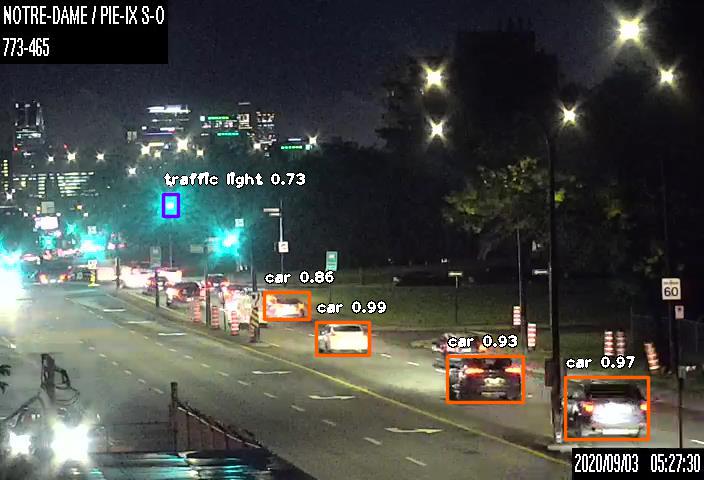 NOTRE-DAME / PIE-IX S-O
773-465
traffic light 0.73
car 0.86
car 0.99
car 0.93
car 0.97
60
2020/09/03 05:27:30